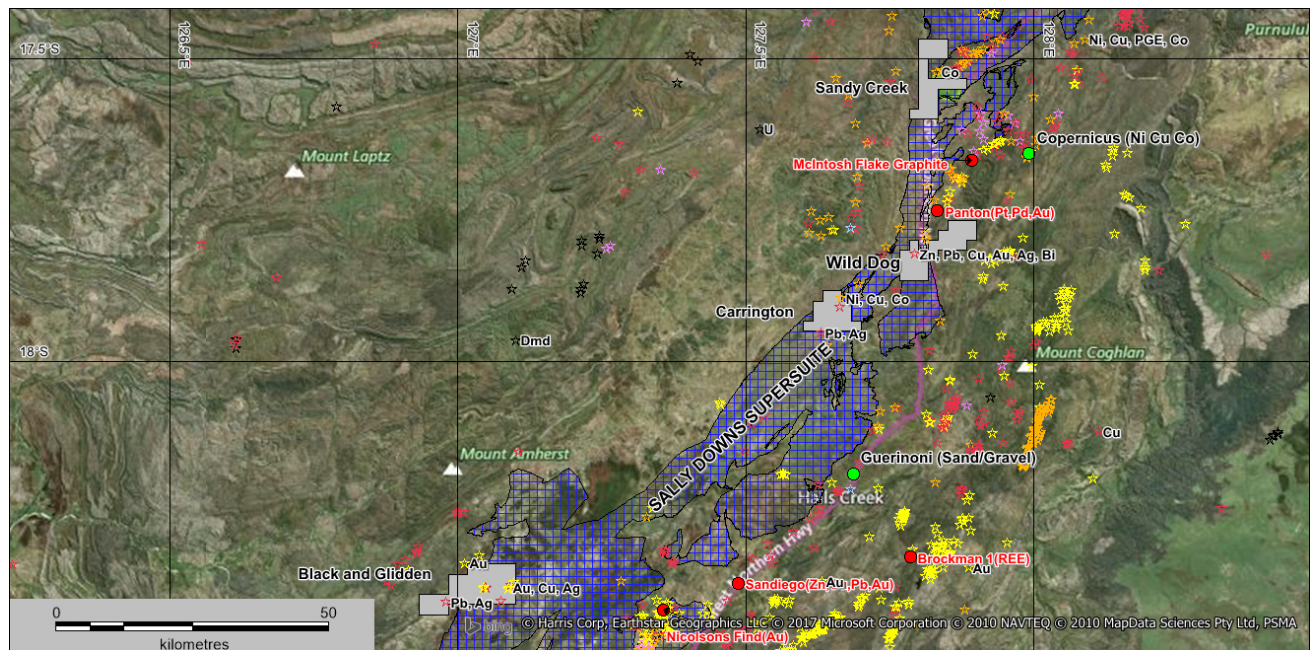 17.5°S
126.5°E
127°E
127.5°E
128°E
Ni, Cu, PGE, Co
Purnulul
Co
Sandy Creek
U
Copernicus (Ni Cu Co)
Mount Laptz
McIntosh Flake Graphite
Panton(Pt,Pd,Au)
Zn, Pb, Cu, Au, Ag, Bi
Wild Dog
Ni, Cu, Co
Carrington
Pb, Ag
Dmd
18°S
Mount Coghlan
SALLY DOWNS SUPERSUITE
Cu
Mount Amherst
Guerinoni (Sand/Gravel)
Halls Creek
Northern Hwy
Brockman 1(REE)
Au
Au
Black and Glidden
Au, Cu, Ag
Sandiego(Zn, ,Pb,Au)
Au
Pb, Ag
0 50
kilometres
bing
© Harris Corp, Earthstar Geographics LLC © 2017 Microsoft Corporation © 2010 NAVTEQ © 2010 MapData Sciences Pty Ltd, PSMA
Nicolsons Find(Au)